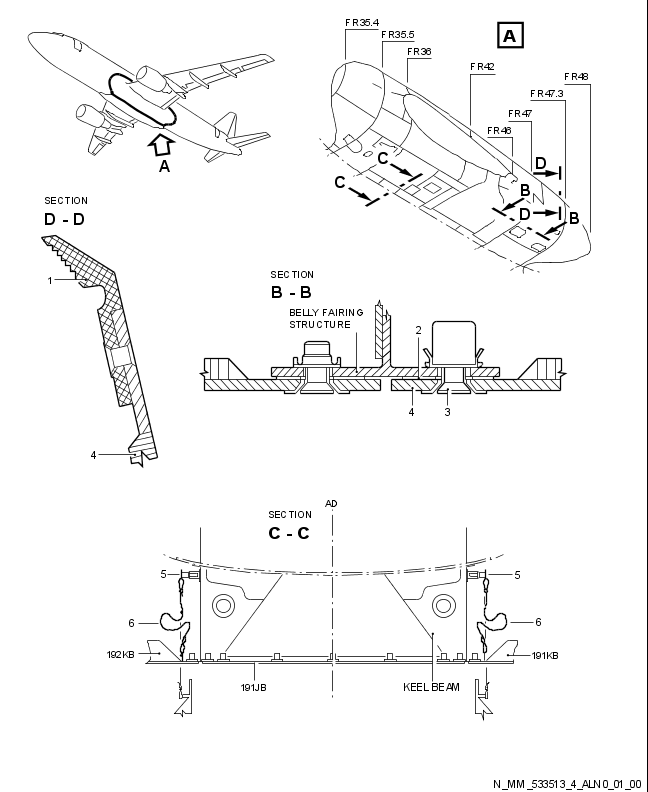 FR35.4
FR35.5
FR36
A
FR42
FR48
FR47.3
FR47
FR46
A
C
C
D
B
D
B
SECTION
D - D
1
4
SECTION
B - B
BELLY FAIRING
STRUCTURE
2
4
3
AD
SECTION
C - C
5
5
6
6
192KB
191KB
191JB
KEEL BEAM
N_MM_533513_4_ALN0_01_00